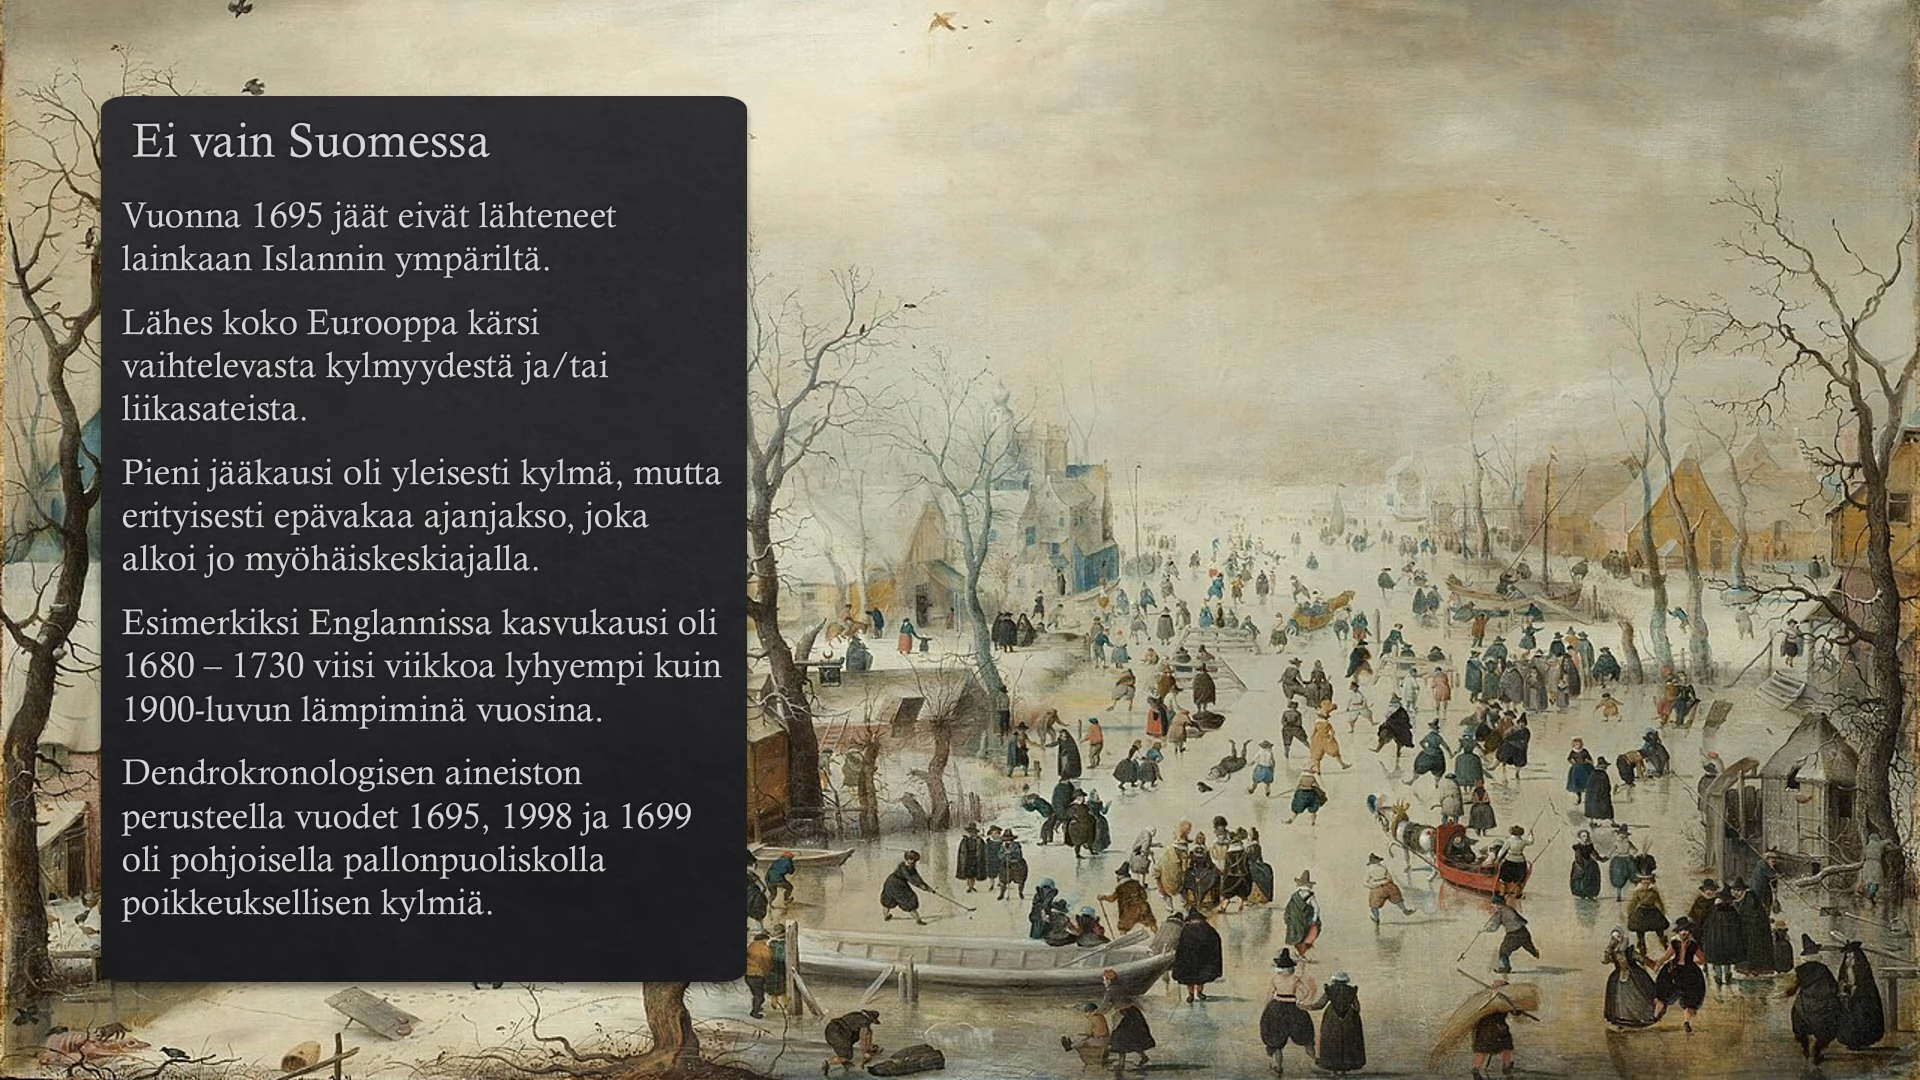 Ei vain Suomessa
Vuonna 1695 jäät eivät lähteneet
lainkaan Islannin ympäriltä.
Lähes koko Eurooppa kärsi
vaihtelevasta kylmyydestä ja/tai
liikasateista.
Pieni jääkausi oli yleisesti kylmä, mutta
erityisesti epävakaa ajanjakso, joka
alkoi jo myöhäiskeskiajalla.
Esimerkiksi Englannissa kasvukausi oli
1680 – 1730 viisi viikkoa lyhyempi kuin
1900-luvun lämpiminä vuosina.
Dendrokronologisen aineiston
perusteella vuodet 1695, 1998 ja 1699
oli pohjoisella pallonpuoliskolla
poikkeuksellisen kylmiä.